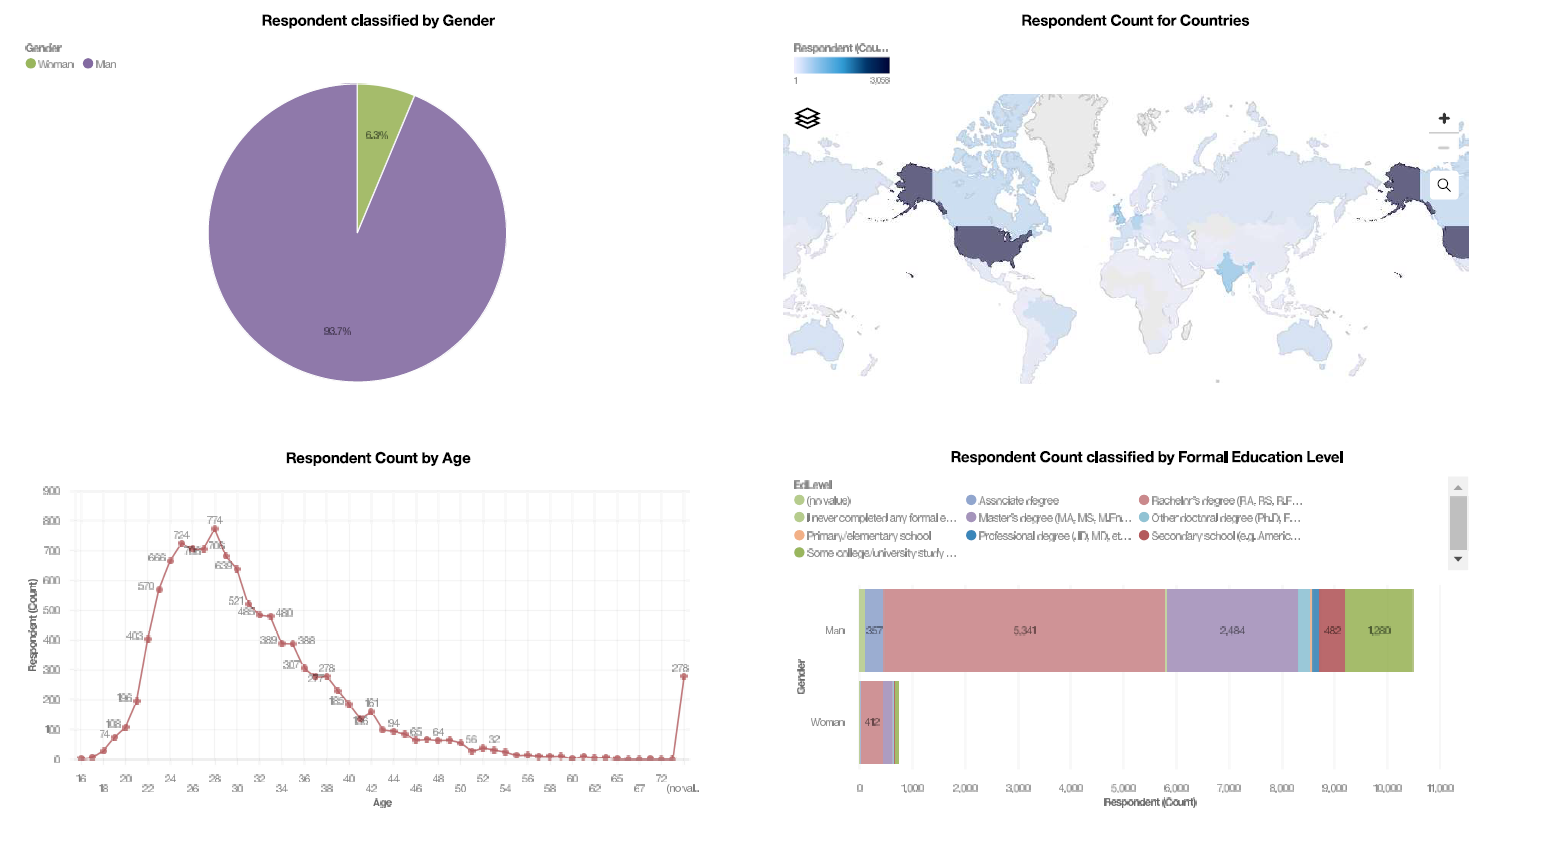 Respondent classified by Gender
Gender
Woman Man
6.3%
93.7%
Respondent Count for Countries
Respondent (Cou...
1 3,058
+
−
Respondent Count by Age
Respondent (Count)
900
800
700
600
500
400
300
200
100
0
74 108 196 403 570 666 724 706 774 639 521 485 480 389 388 307 277 278 185 136 161 94 65 64 56 32 278
16 20 24 28 32 36 40 44 48 52 56 60 65 72
18 22 26 30 34 38 42 46 50 54 58 62 67 (no val...
Age
Respondent Count classified by Formal Education Level
EdLevel
(no value) Associate degree Bachelor's degree (BA, BS, B.E...
I never completed any formal e... Master's degree (MA, MS, M.En... Other doctoral degree (Ph.D, E...
Primary/elementary school Professional degree (JD, MD, et... Secondary school (e.g. Americ...
Some college/university study ...
Gender
Man 357 5,341 2,484 482 1,280
Woman 412
0 1,000 2,000 3,000 4,000 5,000 6,000 7,000 8,000 9,000 10,000 11,000
Respondent (Count)